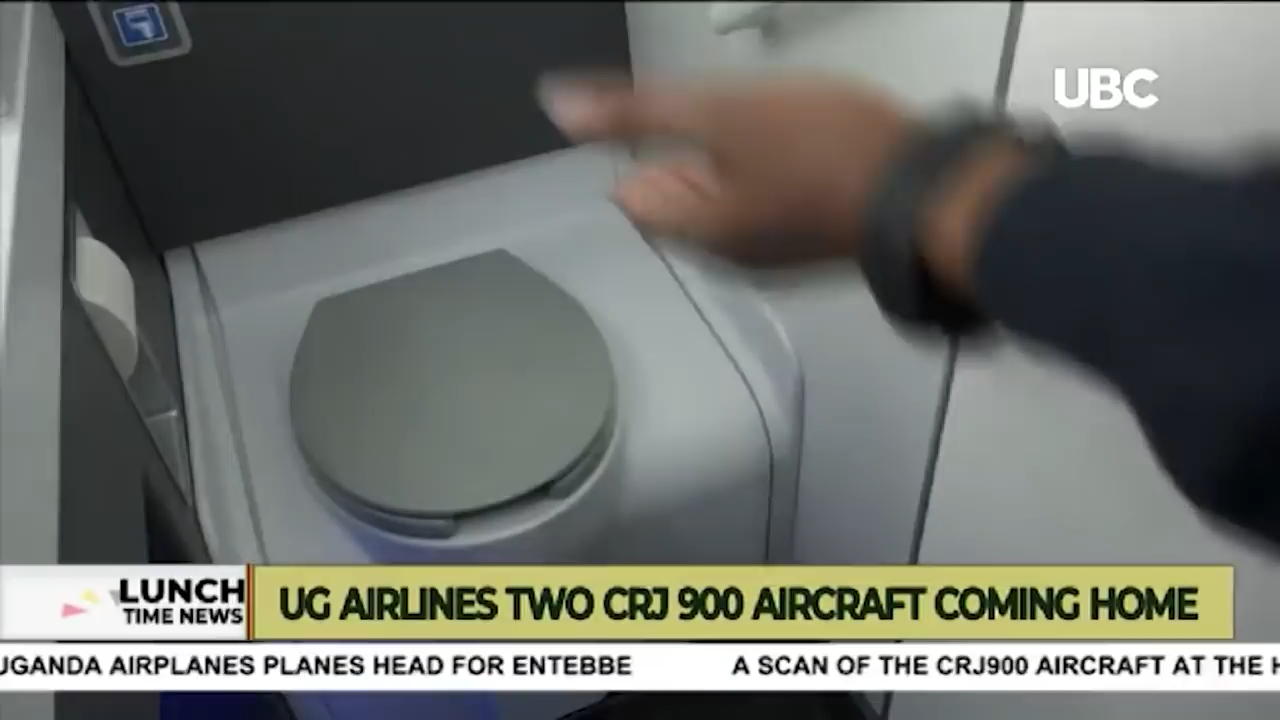 UBC
LUNCH
TIME NEWS
UG AIRLINES TWO CRJ 900 AIRCRAFT COMING HOME
UGANDA AIRPLANES PLANES HEAD FOR ENTEBBE A SCAN OF THE CRJ900 AIRCRAFT AT THE